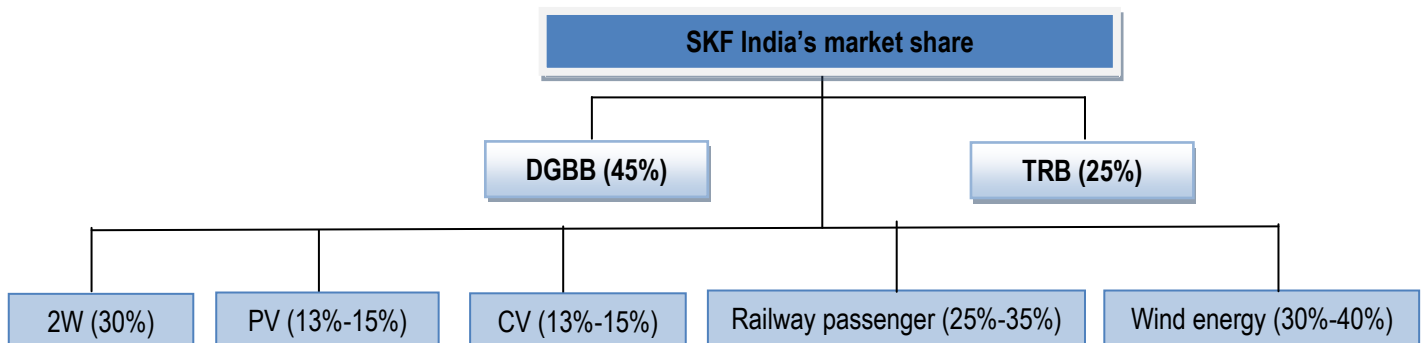 SKF India’s market share
DGBB (45%)
TRB (25%)
2W (30%)
PV (13%-15%)
CV (13%-15%)
Railway passenger (25%-35%)
Wind energy (30%-40%)